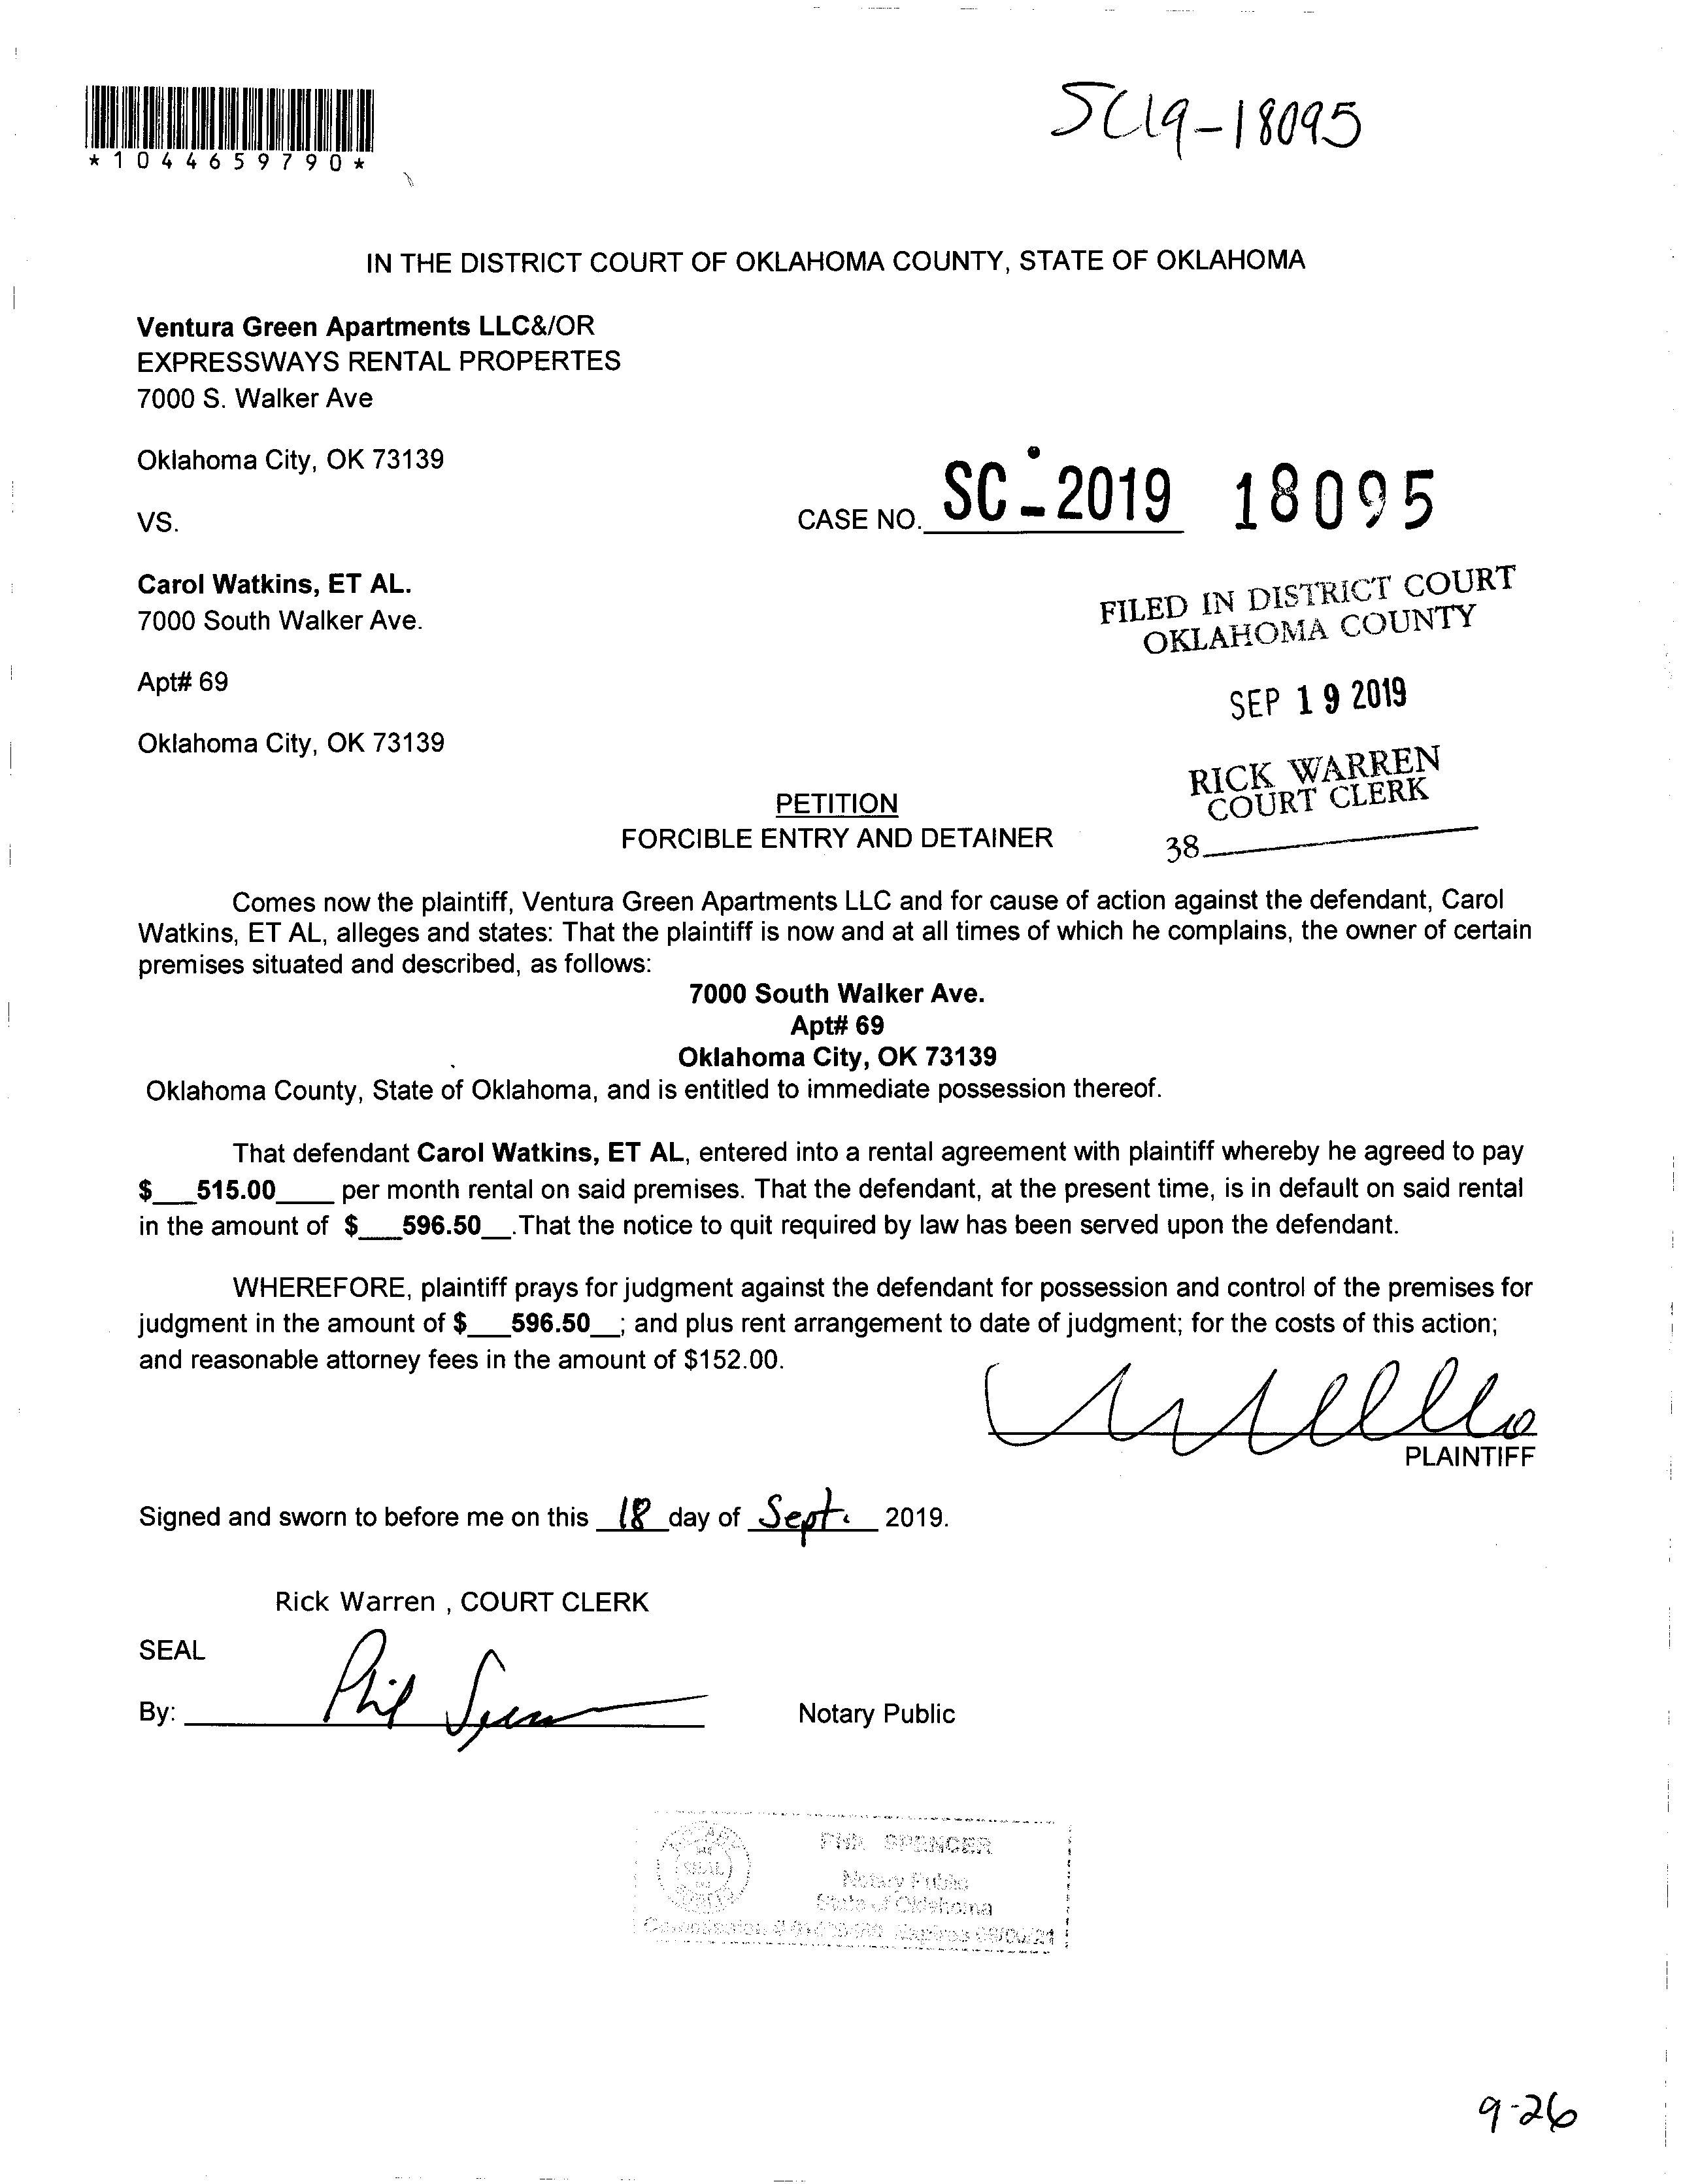 SC19-18095
*1044659790*
IN THE DISTRICT COURT OF OKLAHOMA COUNTY, STATE OF OKLAHOMA
Ventura Green Apartments LLC&/OR
EXPRESSWAYS RENTAL PROPERTES
7000 S. Walker Ave
Oklahoma City, OK 73139
VS.
CASE NO. SC-2019 18095
Carol Watkins, ET AL.
7000 South Walker Ave.
Apt# 69
Oklahoma City, OK 73139
FILED IN DISTRICT COURT
OKLAHOMA COUNTY
SEP 19 2019
RICK WARREN
COURT CLERK
38
PETITION
FORCIBLE ENTRY AND DETAINER
Comes now the plaintiff, Ventura Green Apartments LLC and for cause of action against the defendant, Carol
Watkins, ET AL, alleges and states: That the plaintiff is now and at all times of which he complains, the owner of certain
premises situated and described, as follows:
7000 South Walker Ave.
Apt# 69
Oklahoma City, OK 73139
Oklahoma County, State of Oklahoma, and is entitled to immediate possession thereof.
That defendant Carol Watkins, ET AL, entered into a rental agreement with plaintiff whereby he agreed to pay
$___515.00____ per month rental on said premises. That the defendant, at the present time, is in default on said rental
in the amount of $___596.50__.That the notice to quit required by law has been served upon the defendant.
WHEREFORE, plaintiff prays for judgment against the defendant for possession and control of the premises for
judgment in the amount of $___596.50__; and plus rent arrangement to date of judgment; for the costs of this action;
and reasonable attorney fees in the amount of $152.00.
PLAINTIFF
Signed and sworn to before me on this 18 day of Sept. 2019.
Rick Warren , COURT CLERK
SEAL
By: Phil Spencer
Notary Public
SPENCER
Notary Public
State of Oklahoma
9-26